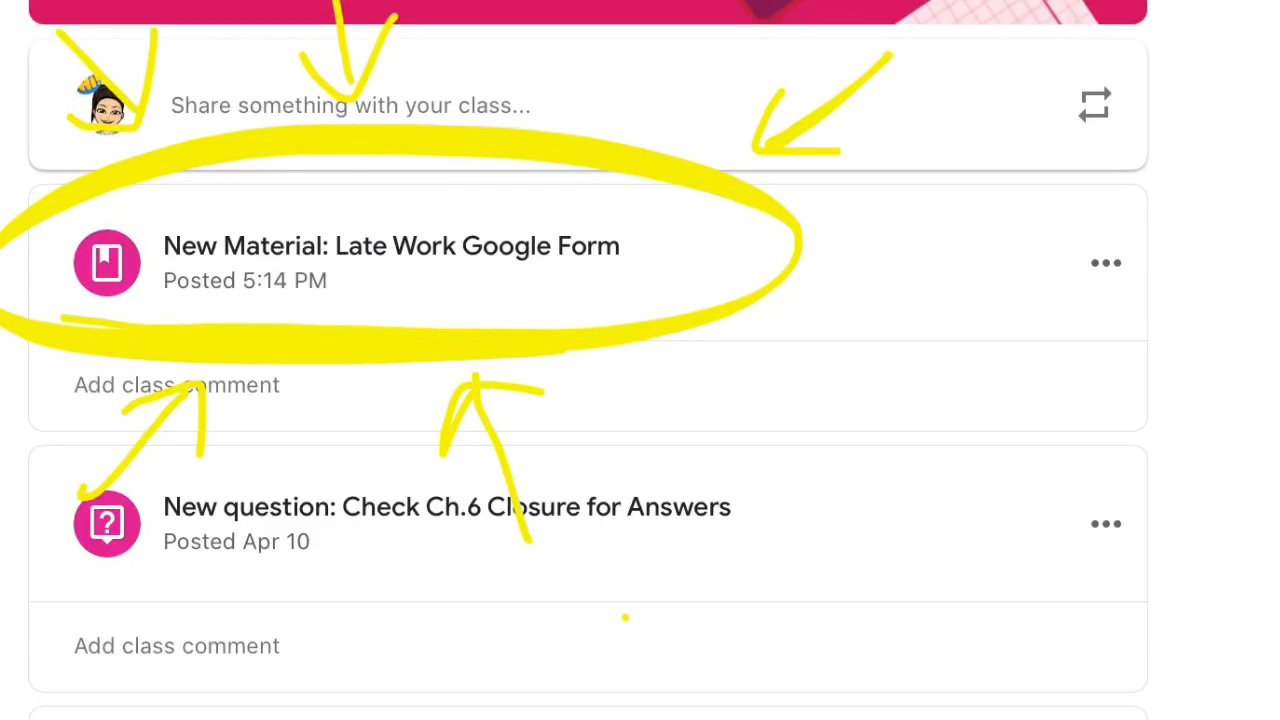 Share something with your class...
New Material: Late Work Google Form
Posted 5:14 PM
Add class comment
New question: Check Ch.6 Closure for Answers
Posted Apr 10
Add class comment